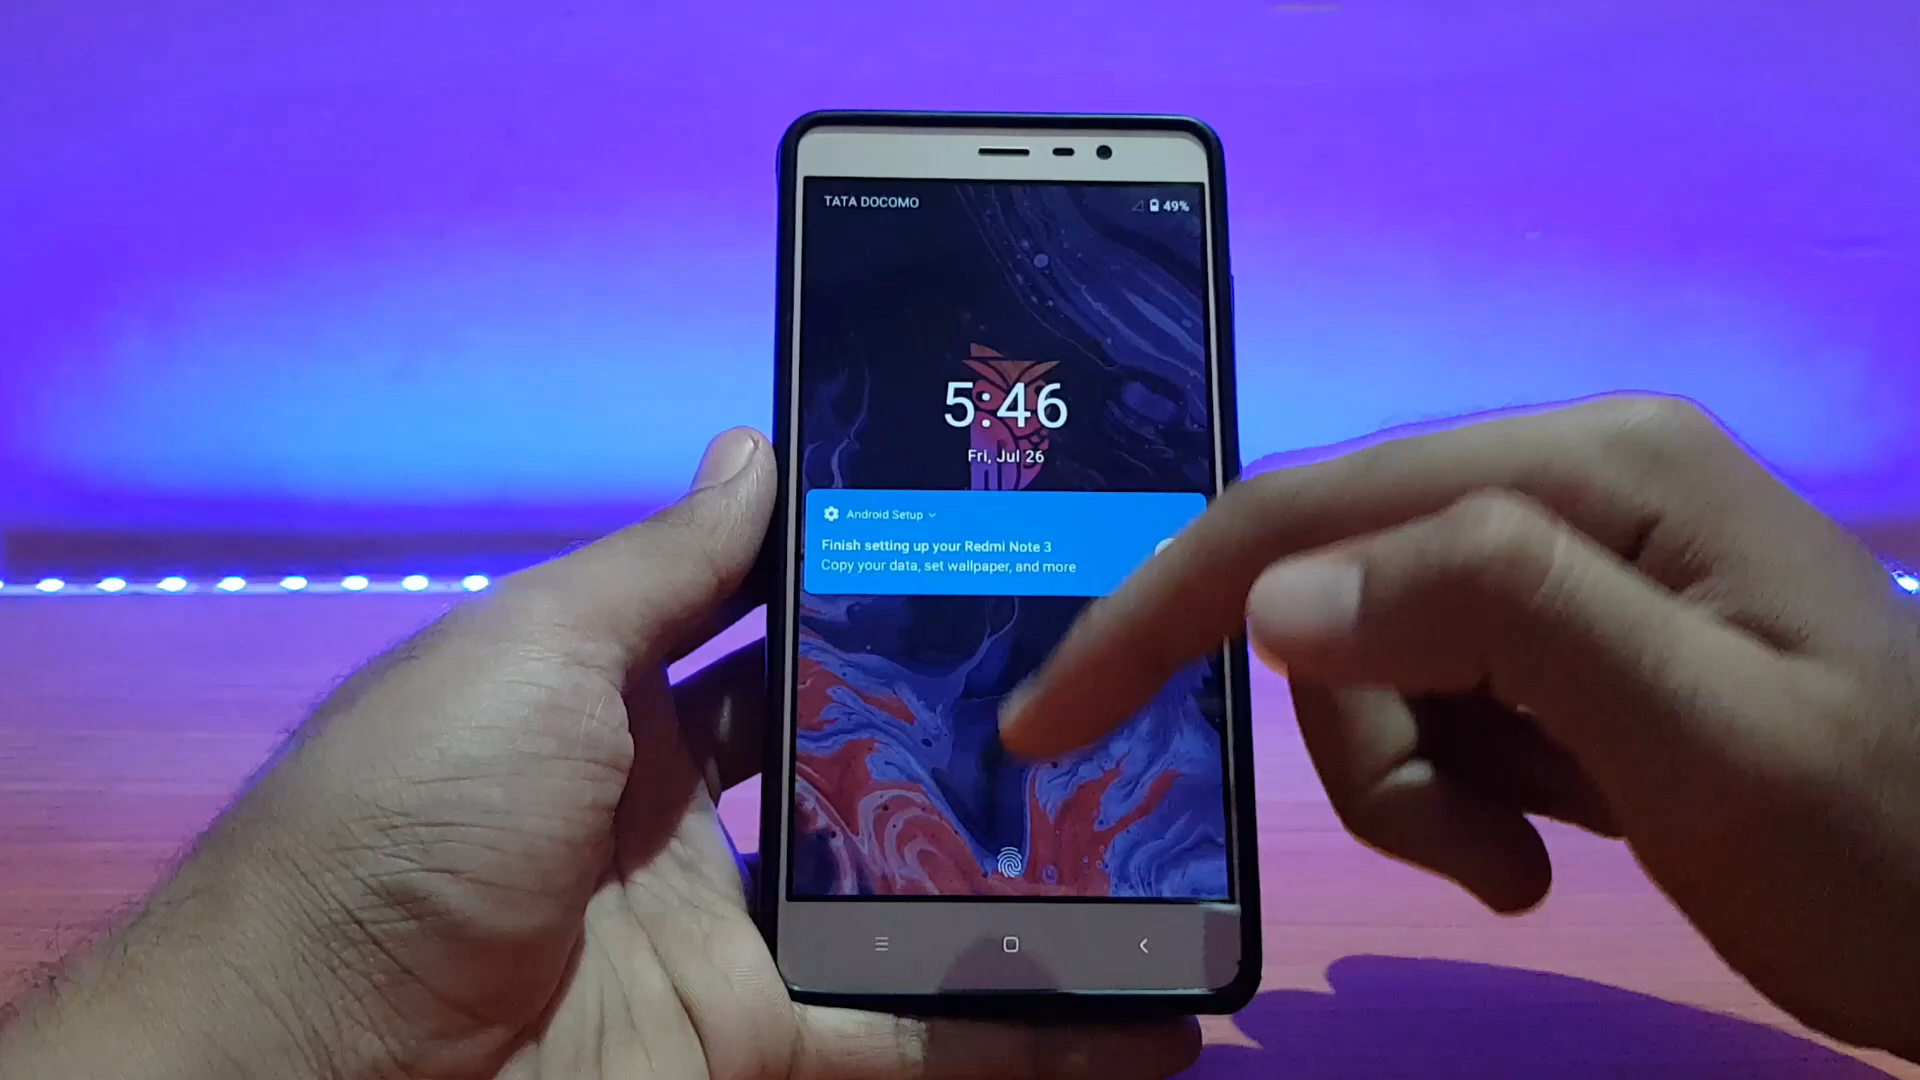 TATA DOCOMO
49%
5:46
Fri, Jul 26
Android Setup
Finish setting up your Redmi Note 3
Copy your data, set wallpaper, and more